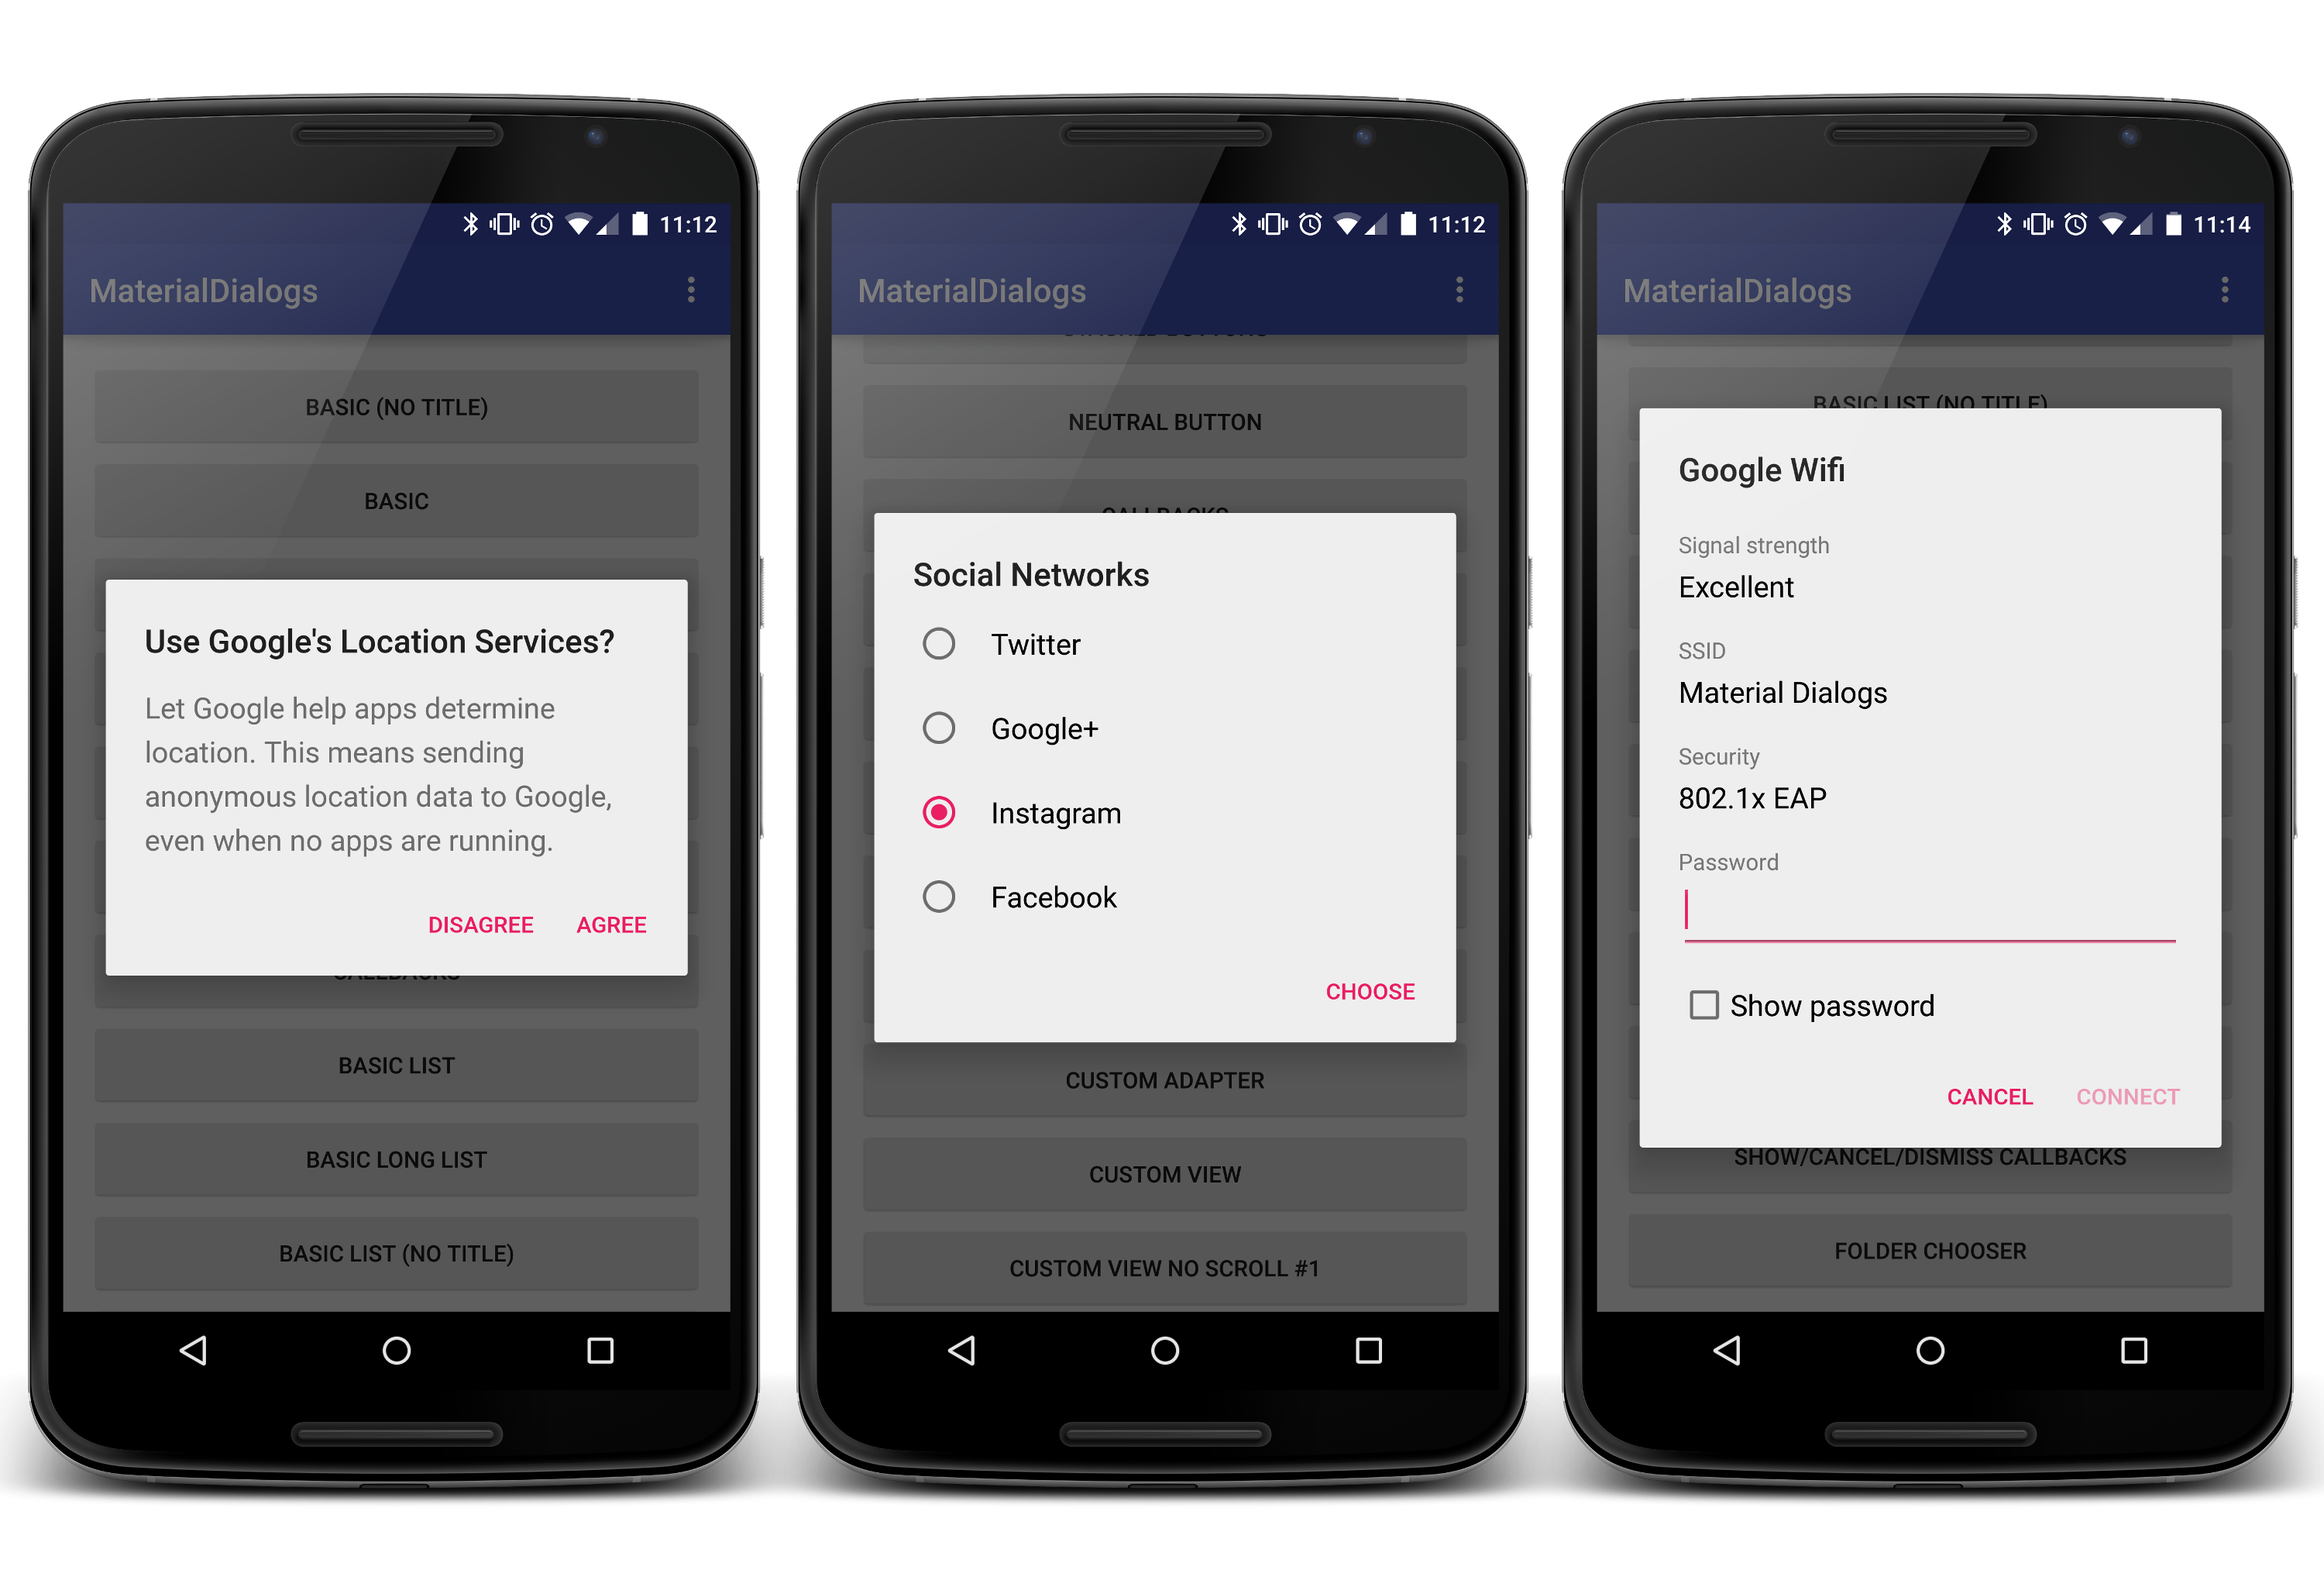 11:12
MaterialDialogs
BASIC (NO TITLE)
BASIC
Use Google's Location Services?
Let Google help apps determine
location. This means sending
anonymous location data to Google,
even when no apps are running.
DISAGREE AGREE
CALLBACKS
BASIC LIST
BASIC LONG LIST
BASIC LIST (NO TITLE)
11:12
MaterialDialogs
STACKED BUTTONS
NEUTRAL BUTTON
CALLBACKS
Social Networks
Twitter
Google+
Instagram
Facebook
CHOOSE
CUSTOM ADAPTER
CUSTOM VIEW
CUSTOM VIEW NO SCROLL #1
11:14
MaterialDialogs
BASIC LIST (NO TITLE)
Google Wifi
Signal strength
Excellent
SSID
Material Dialogs
Security
802.1x EAP
Password
Show password
CANCEL CONNECT
SHOW/CANCEL/DISMISS CALLBACKS
FOLDER CHOOSER